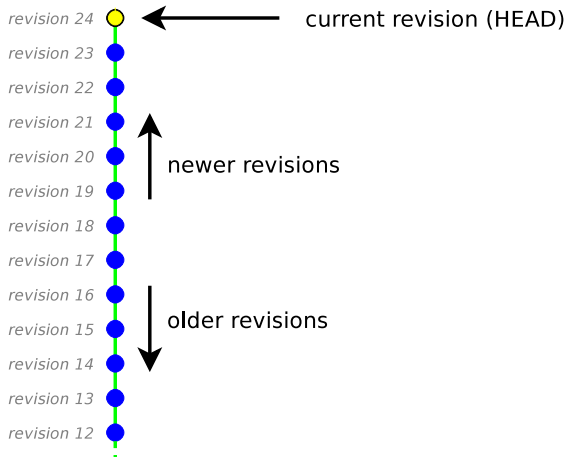 revision 24
current revision (HEAD)
revision 23
revision 22
revision 21
revision 20
newer revisions
revision 19
revision 18
revision 17
revision 16
older revisions
revision 15
revision 14
revision 13
revision 12